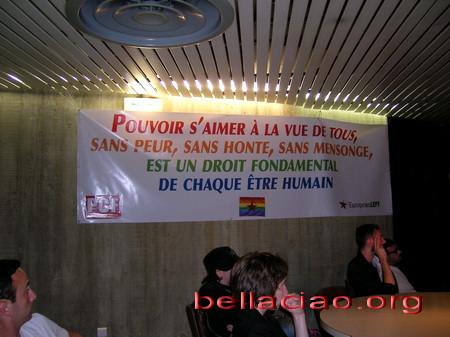 POUVOIR S'AIMER À LA VUE DE TOUS,
SANS PEUR, SANS HONTE, SANS MENSONGE,
EST UN DROIT FONDAMENTAL
DE CHAQUE ÊTRE HUMAIN
PCF
EuropeanLEFT
bellaciao.org